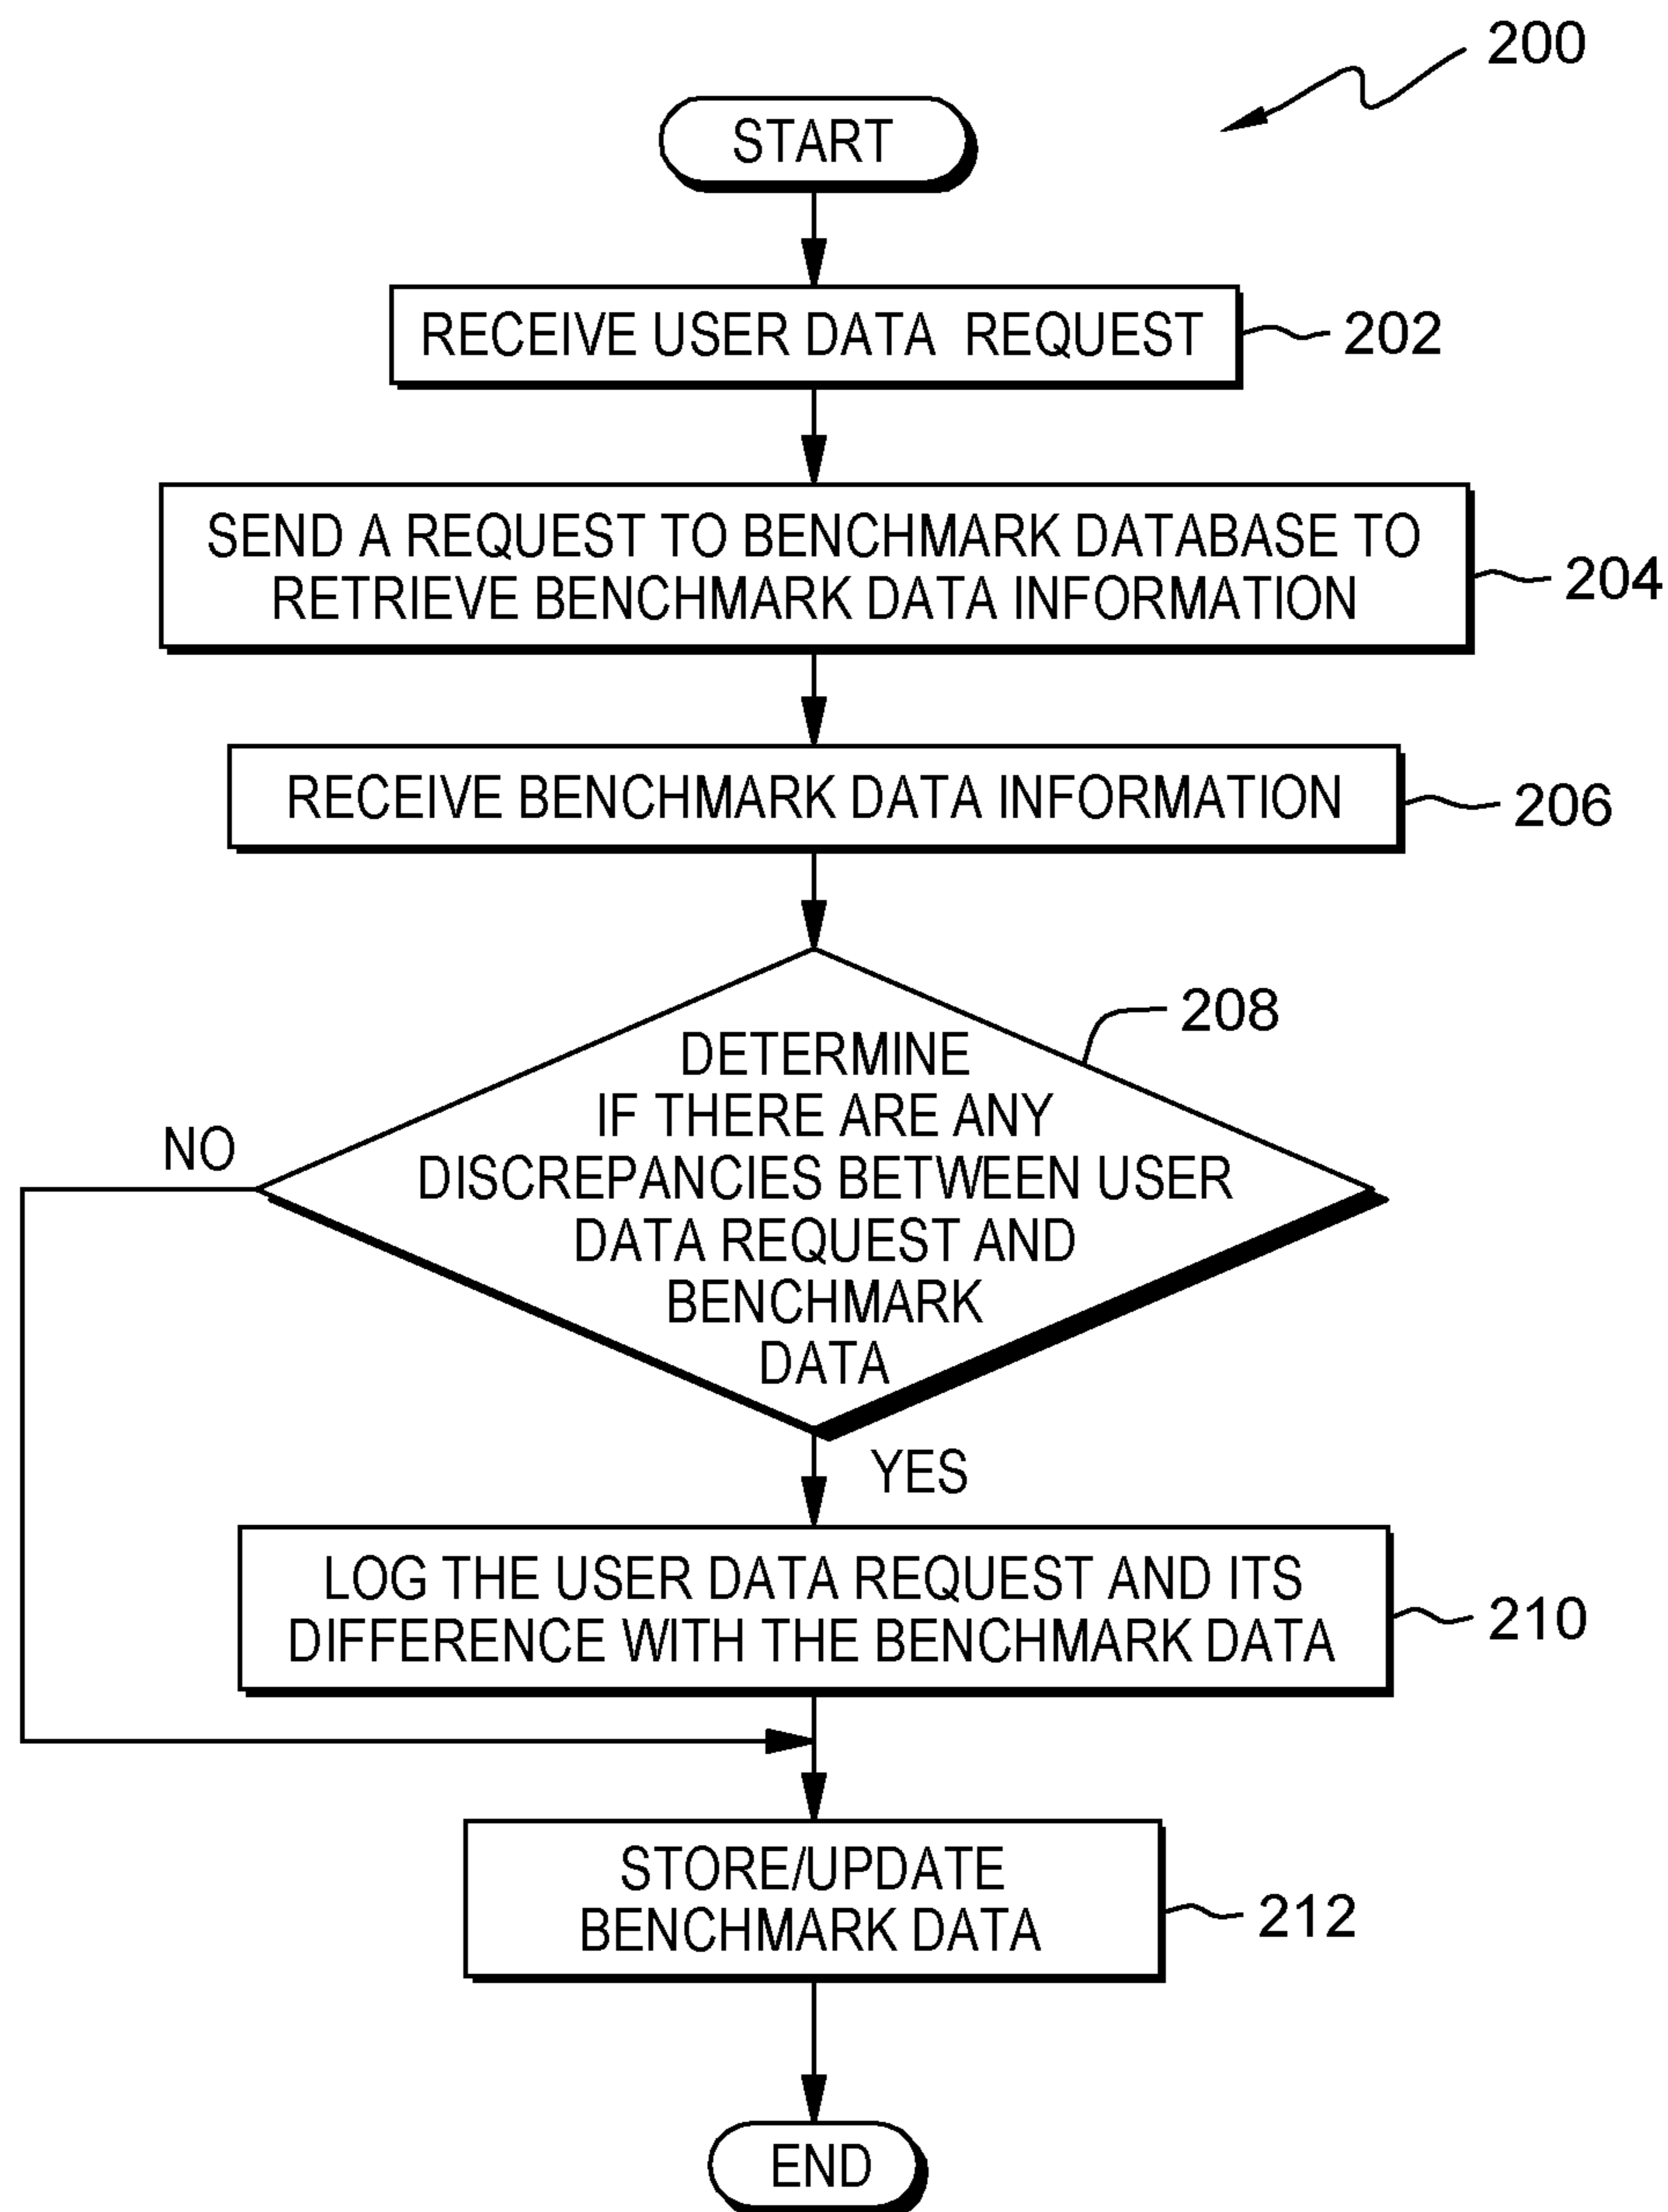 200
START
RECEIVE USER DATA REQUEST
202
SEND A REQUEST TO BENCHMARK DATABASE TO
RETRIEVE BENCHMARK DATA INFORMATION
204
RECEIVE BENCHMARK DATA INFORMATION
206
208
DETERMINE
IF THERE ARE ANY
DISCREPANCIES BETWEEN USER
DATA REQUEST AND
BENCHMARK
DATA
NO
YES
LOG THE USER DATA REQUEST AND ITS
DIFFERENCE WITH THE BENCHMARK DATA
210
STORE/UPDATE
BENCHMARK DATA
212
END